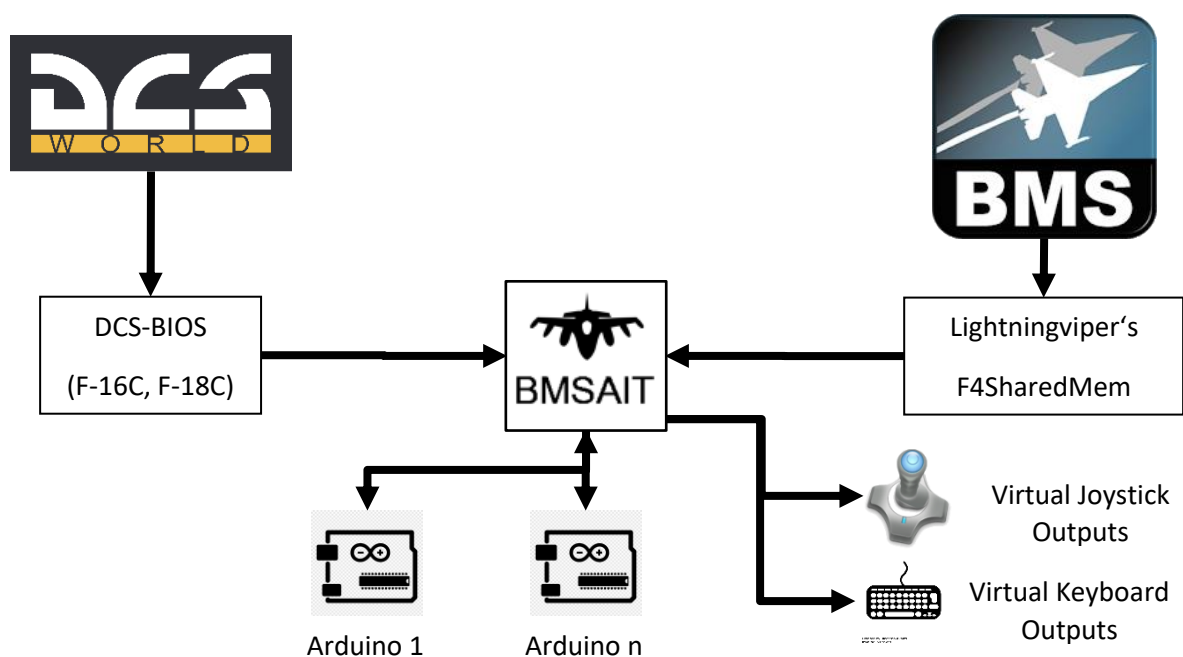 DCS
WORLD
BMS
DCS-BIOS
(F-16C, F-18C)
BMSAIT
Lightningviper‘s
F4SharedMem
Virtual Joystick
Outputs
Virtual Keyboard
Outputs
Arduino 1
Arduino n